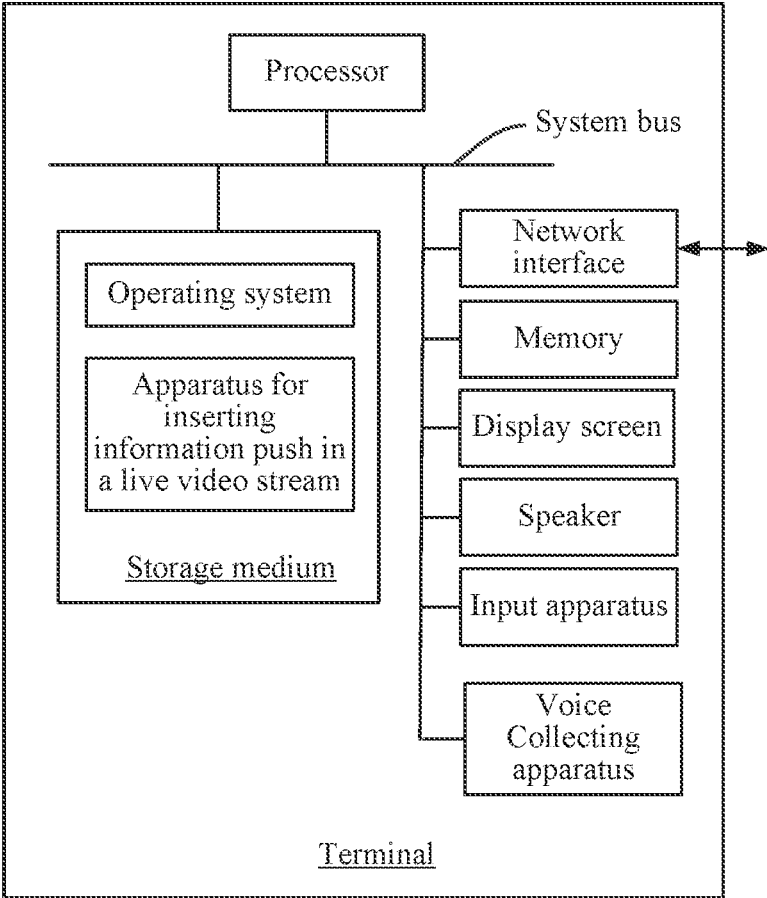 Processor
System bus
Operating system
Apparatus for
inserting
information push in
a live video stream
Storage medium
Network
interface
Memory
Display screen
Speaker
Input apparatus
Voice
Collecting
apparatus
Terminal